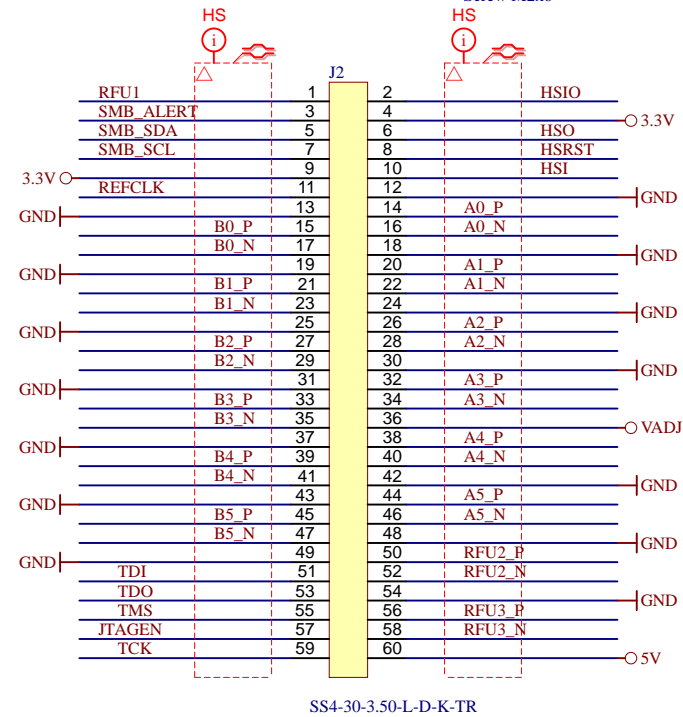 HS
HS
J2
RFU1 1 2 HSIO
SMB_ALERT 3 4 3.3V
SMB_SDA 5 6 HSO
SMB_SCL 7 8 HSRST
3.3V 9 10 HSI
REFCLK 11 12 GND
GND 13 14 A0_P
B0_P 15 16 A0_N
B0_N 17 18 GND
GND 19 20 A1_P
B1_P 21 22 A1_N
B1_N 23 24 GND
GND 25 26 A2_P
B2_P 27 28 A2_N
B2_N 29 30 GND
GND 31 32 A3_P
B3_P 33 34 A3_N
B3_N 35 36 VADJ
GND 37 38 A4_P
B4_P 39 40 A4_N
B4_N 41 42 GND
GND 43 44 A5_P
B5_P 45 46 A5_N
B5_N 47 48 GND
GND 49 50 RFU2_P
TDI 51 52 RFU2_N
TDO 53 54 GND
TMS 55 56 RFU3_P
JTAGEN 57 58 RFU3_N
TCK 59 60 5V
SS4-30-3.50-L-D-K-TR